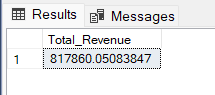 Results Messages
Total_Revenue
1 817860.05083847